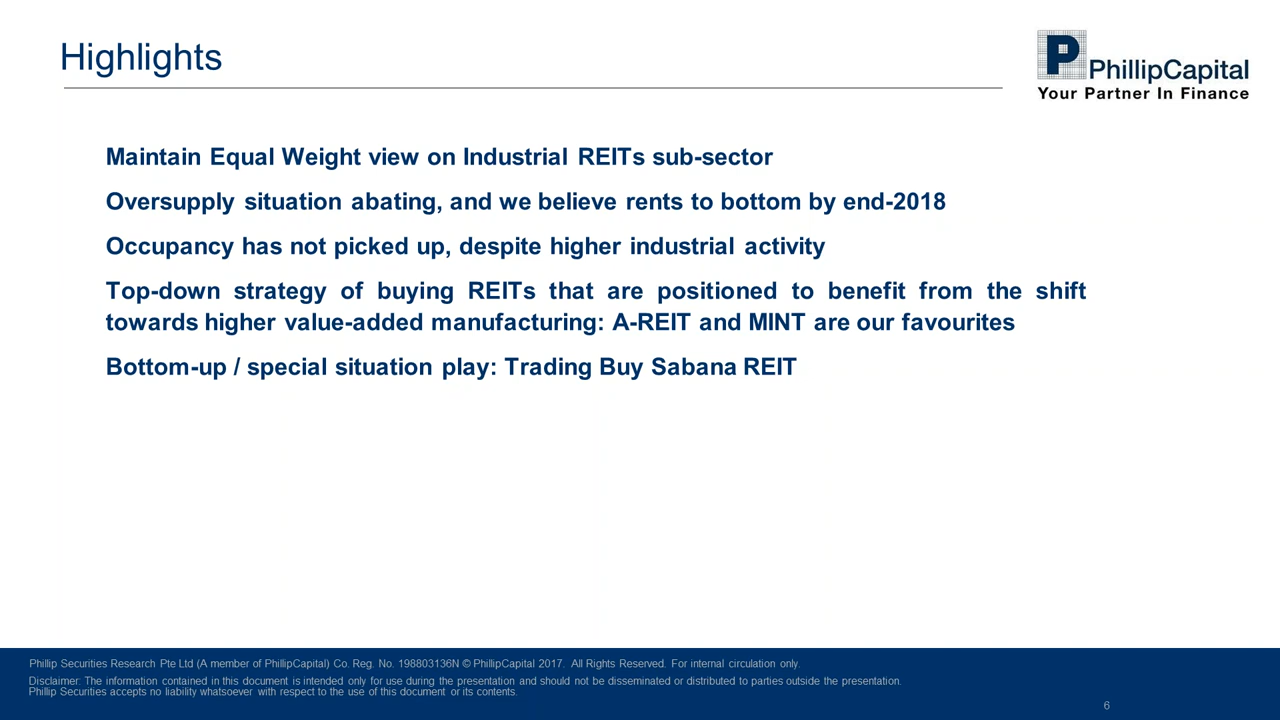 Highlights
P
PhillipCapital
Your Partner In Finance
Maintain Equal Weight view on Industrial REITs sub-sector
Oversupply situation abating, and we believe rents to bottom by end-2018
Occupancy has not picked up, despite higher industrial activity
Top-down strategy of buying REITs that are positioned to benefit from the shift
towards higher value-added manufacturing: A-REIT and MINT are our favourites
Bottom-up / special situation play: Trading Buy Sabana REIT
Phillip Securities Research Pte Ltd (A member of PhillipCapital) Co. Reg. No. 198803136N © PhillipCapital 2017. All Rights Reserved. For internal circulation only.
Disclaimer: The information contained in this document is intended only for use during the presentation and should not be disseminated or distributed to parties outside the presentation.
Phillip Securities accepts no liability whatsoever with respect to the use of this document or its contents.
6